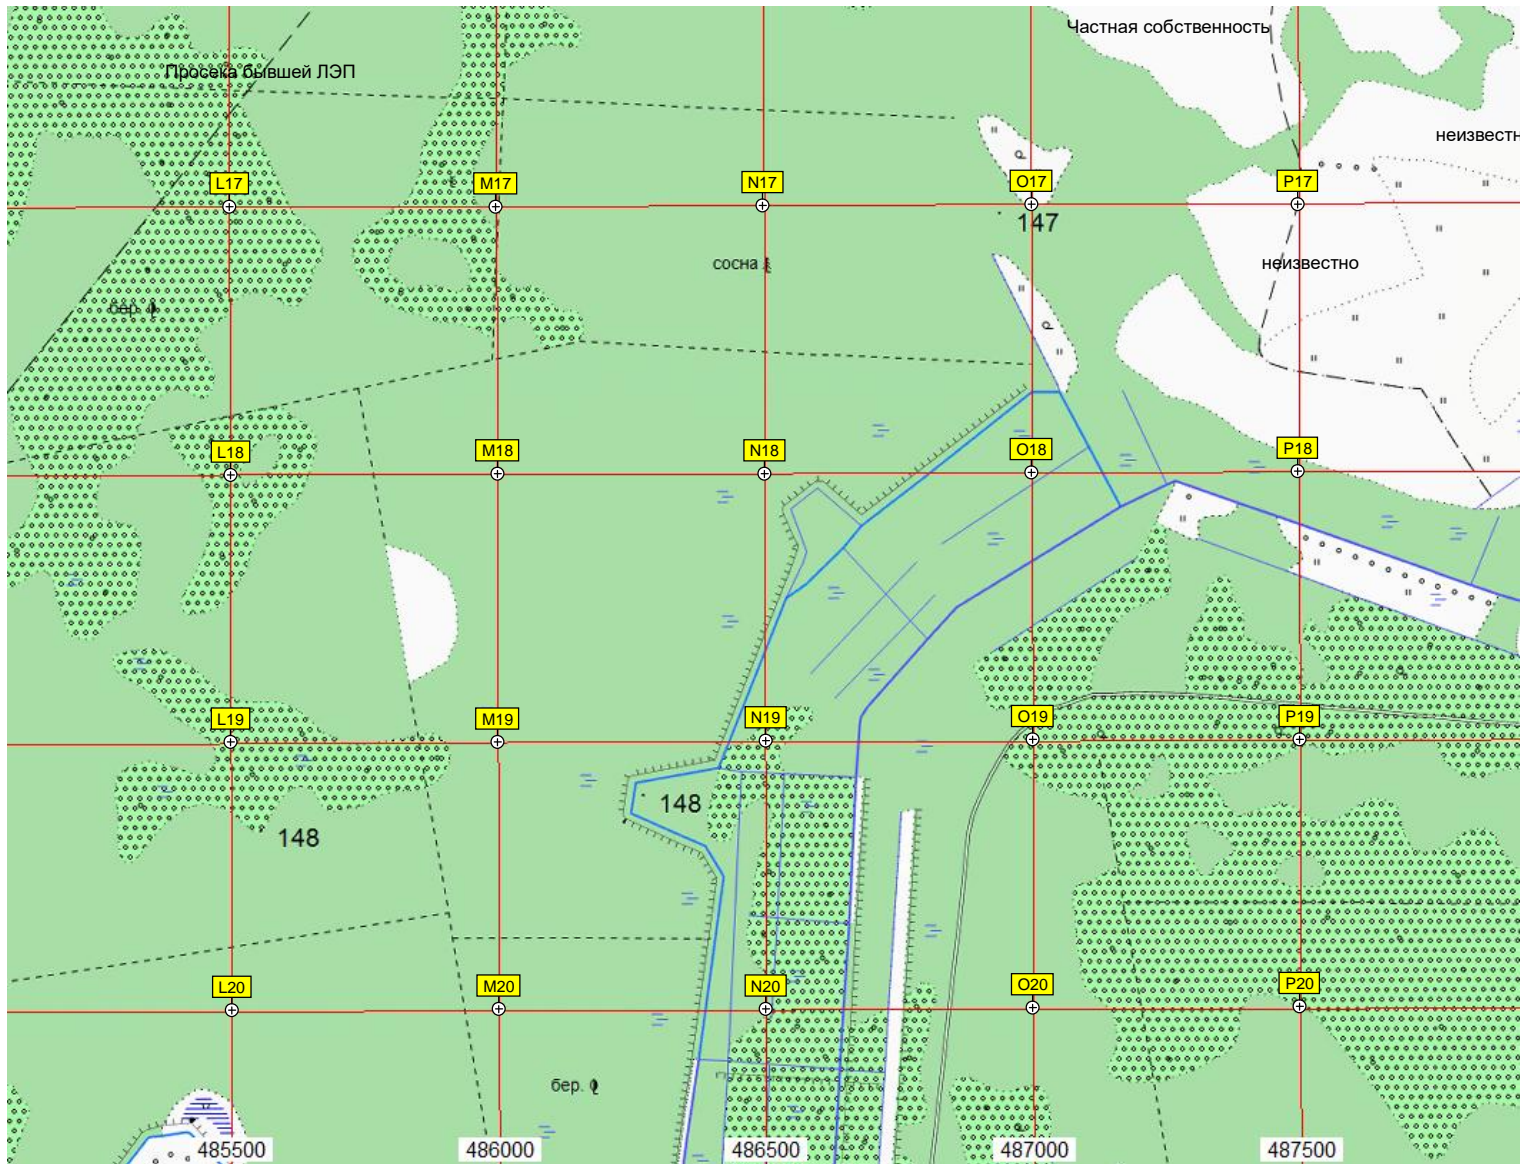 Частная собственность
Просека бывшей ЛЭП
неизвестн
L17
M17
N17
O17
P17
147
сосна
неизвестно
бер.
L18
M18
N18
O18
P18
L19
M19
N19
O19
P19
148
148
L20
M20
N20
O20
P20
бер.
485500
486000
486500
487000
487500